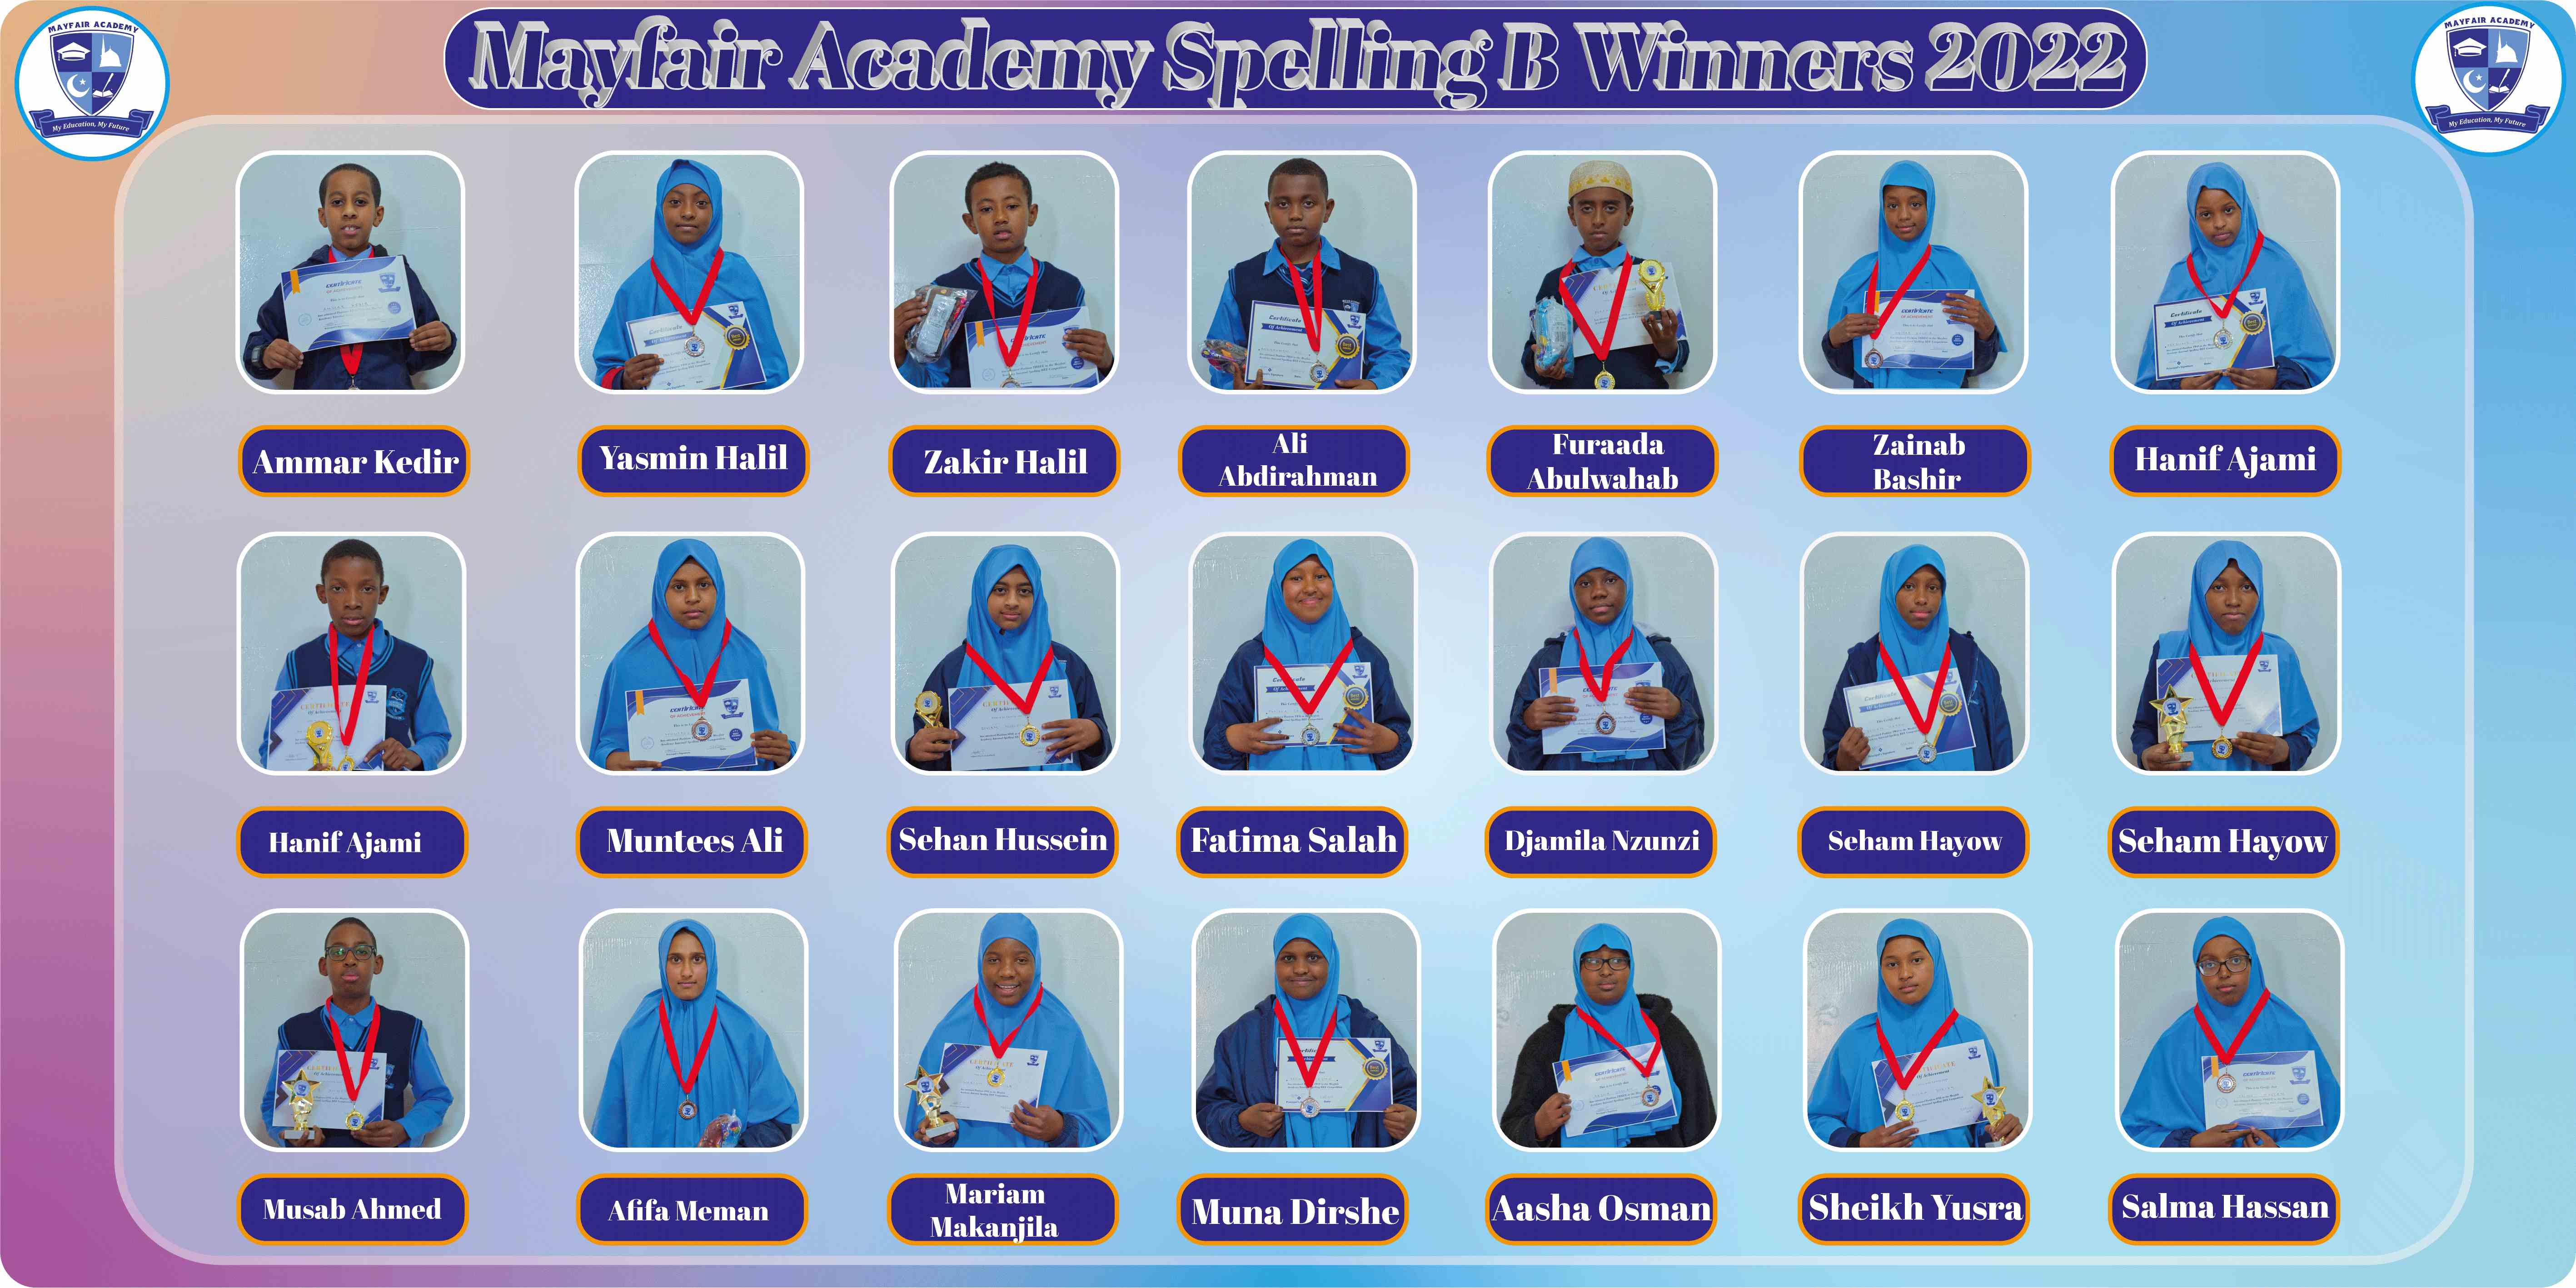 MAYFAIR ACADEMY
My Education, My Future
Mayfair Academy Spelling B Winners 2022
MAYFAIR ACADEMY
My Education, My Future
Ammar Kedir
Yasmin Halil
Zakir Halil
Ali
Abdirahman
Furaada
Abulwahab
Zainab
Bashir
Hanif Ajami
Hanif Ajami
Muntees Ali
Sehan Hussein
Fatima Salah
Djamila Nzunzi
Seham Hayow
Seham Hayow
Musab Ahmed
Afifa Meman
Mariam
Makanjila
Muna Dirshe
Aasha Osman
Sheikh Yusra
Salma Hassan